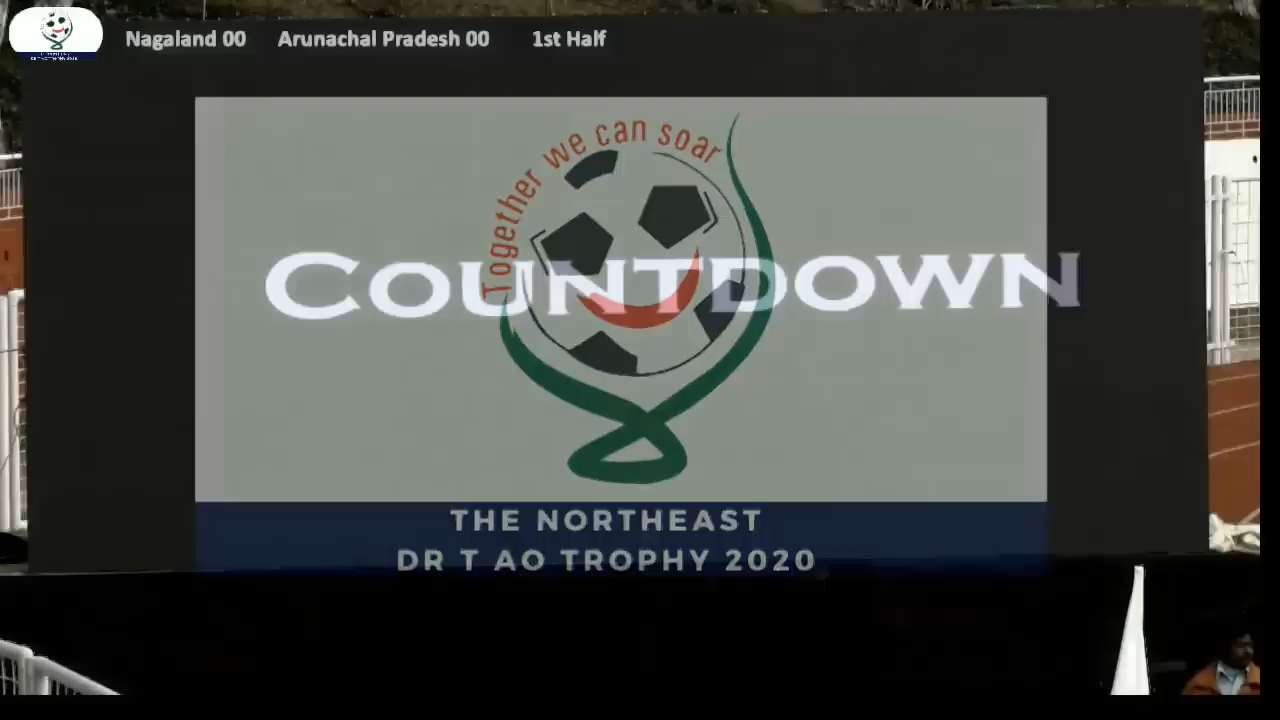 Nagaland 00 Arunachal Pradesh 00 1st Half
Together we can soar
COUNTDOWN
THE NORTHEAST
DR T AO TROPHY 2020